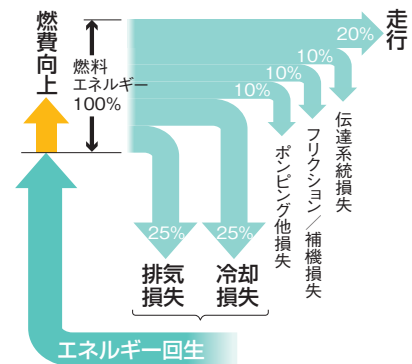 燃費向上
燃料
エネルギー
100%
走行
20%
10%
10%
10%
伝達系統損失
フリクション／補機損失
ポンピング他損失
25%
25%
排気
損失
冷却
損失
エネルギー回生